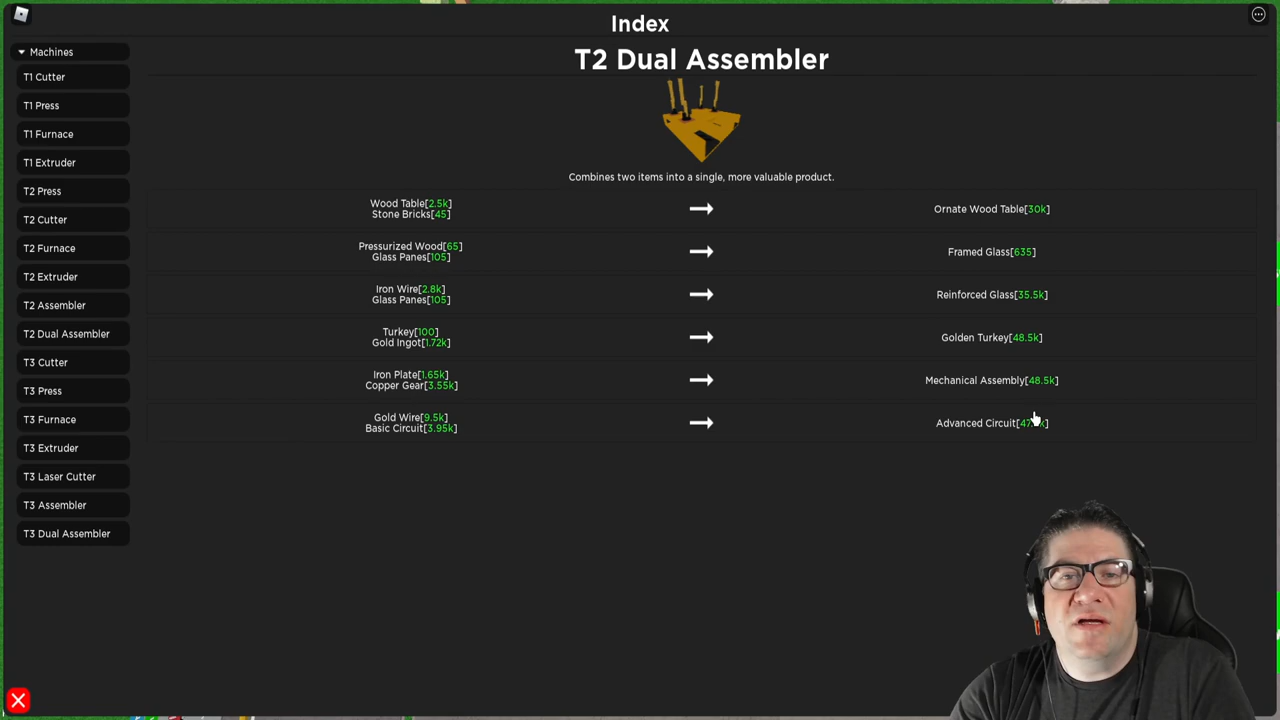 Index
Machines
T1 Cutter
T1 Press
T1 Furnace
T1 Extruder
T2 Press
T2 Cutter
T2 Furnace
T2 Extruder
T2 Assembler
T2 Dual Assembler
T3 Cutter
T3 Press
T3 Furnace
T3 Extruder
T3 Laser Cutter
T3 Assembler
T3 Dual Assembler
T2 Dual Assembler
Combines two items into a single, more valuable product.
Wood Table[2.5k]
Stone Bricks[45]
Ornate Wood Table[30k]
Pressurized Wood[65]
Glass Panes[105]
Framed Glass[635]
Iron Wire[2.8k]
Glass Panes[105]
Reinforced Glass[35.5k]
Turkey[100]
Gold Ingot[1.72k]
Golden Turkey[48.5k]
Iron Plate[1.65k]
Copper Gear[3.55k]
Mechanical Assembly[48.5k]
Gold Wire[9.5k]
Basic Circuit[3.95k]
Advanced Circuit